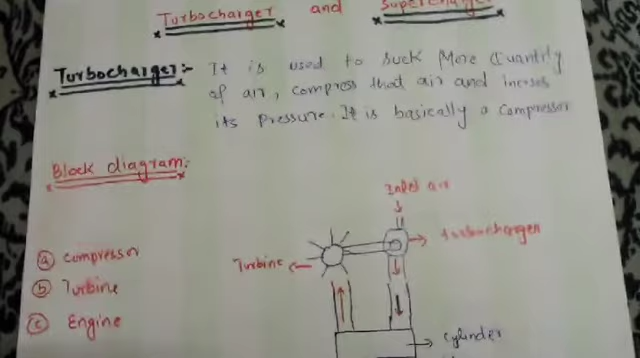 Turbocharger and Supercharger
Turbocharger:- It is used to suck More Quantity
of air, compress that air and increses
its Pressure. It is basically a compressor
Block diagram:
Inlet air
turbocharger
Turbine
(a) Compressor
(b) Turbine
(c) Engine
cylinder